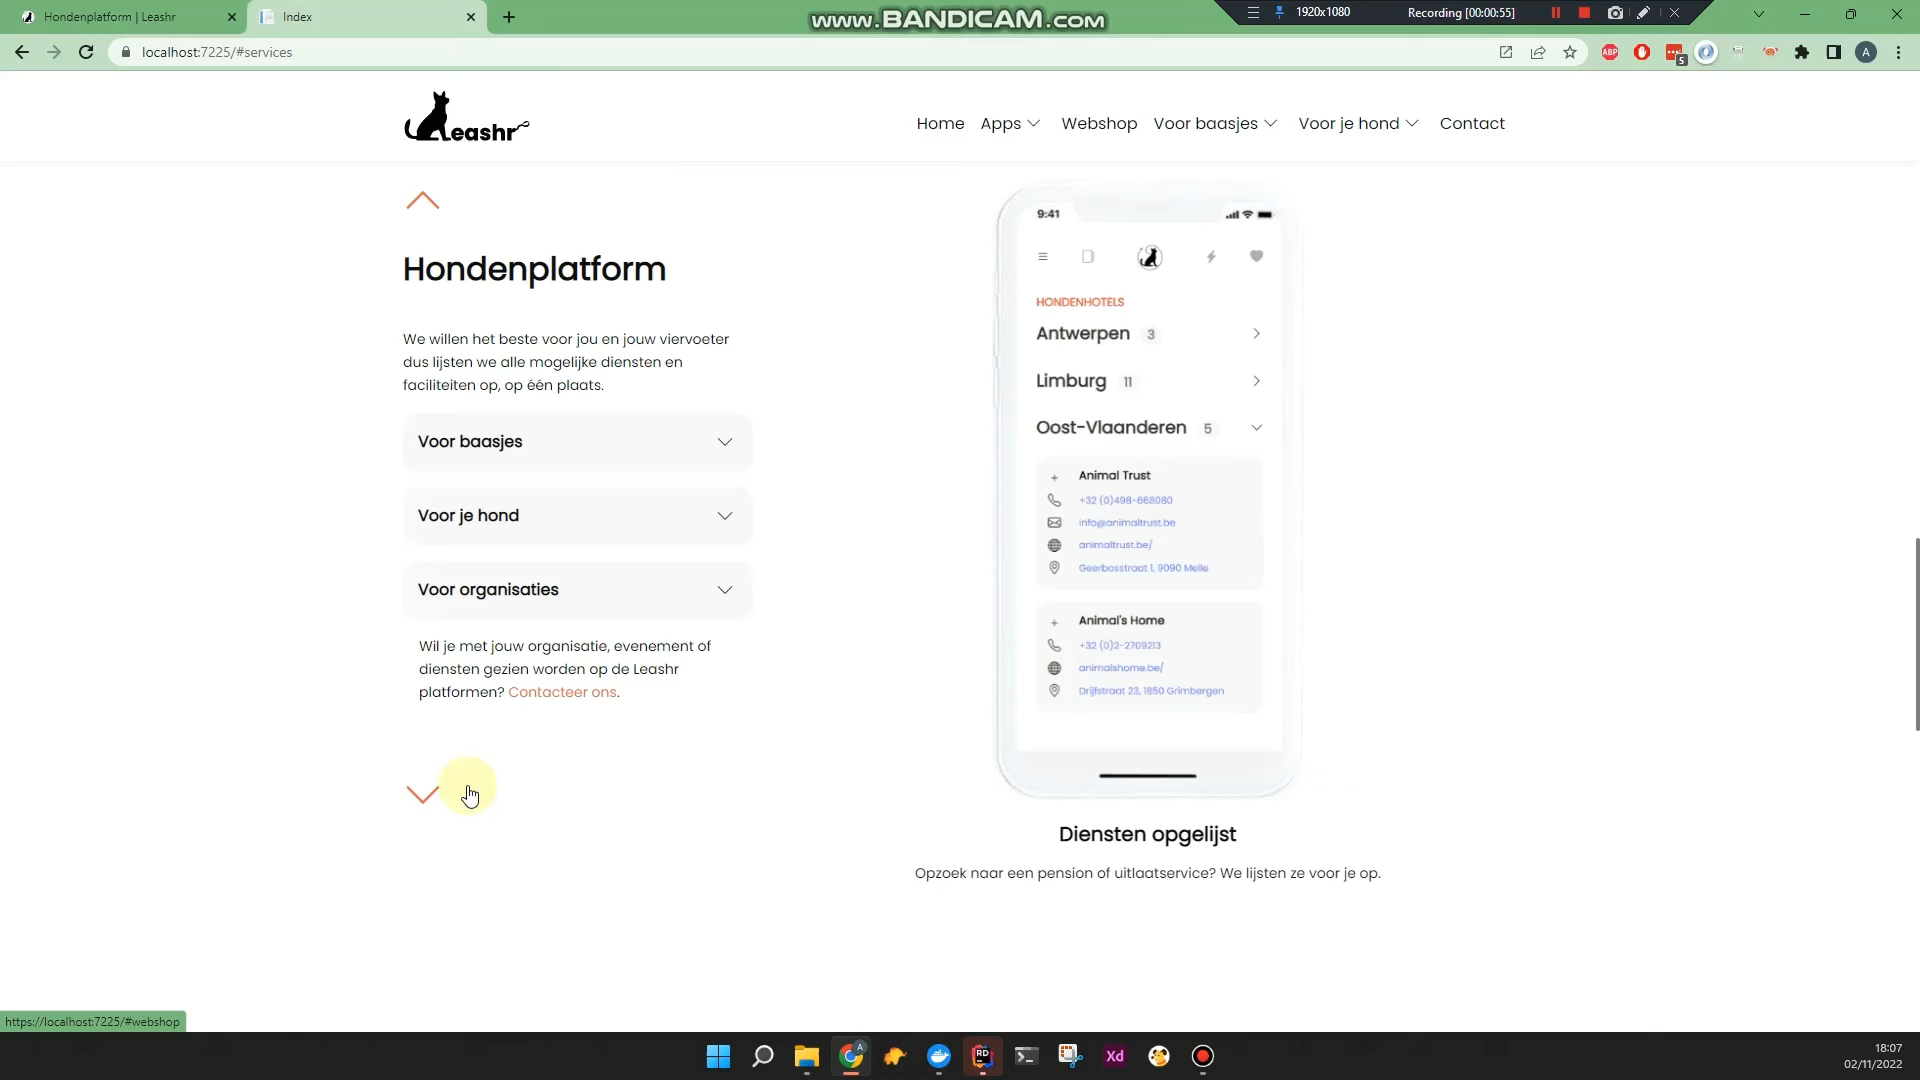 Hondenplatform | Leashr
Index
www.BANDICAM.com
1920x1080
Recording [00:00:55]
localhost:7225/#services
ABP
5
A
Leashr
Home
Apps
Webshop
Voor baasjes
Voor je hond
Contact
Hondenplatform
We willen het beste voor jou en jouw viervoeter
dus lijsten we alle mogelijke diensten en
faciliteiten op, op één plaats.
Voor baasjes
Voor je hond
Voor organisaties
Wil je met jouw organisatie, evenement of
diensten gezien worden op de Leashr
platformen? Contacteer ons.
9:41
HONDENHOTELS
Antwerpen 3
Limburg 11
Oost-Vlaanderen 5
Animal Trust
+32 (0)498-668080
info@animaltrust.be
animaltrust.be/
Geerbosstraat 1, 9090 Melle
Animal's Home
+32 (0)2-2709213
animalshome.be/
Drijfstraat 23, 1850 Grimbergen
Diensten opgelijst
Opzoek naar een pension of uitlaatservice? We lijsten ze voor je op.
https://localhost:7225/#webshop
A
RD
Xd
18:07
02/11/2022